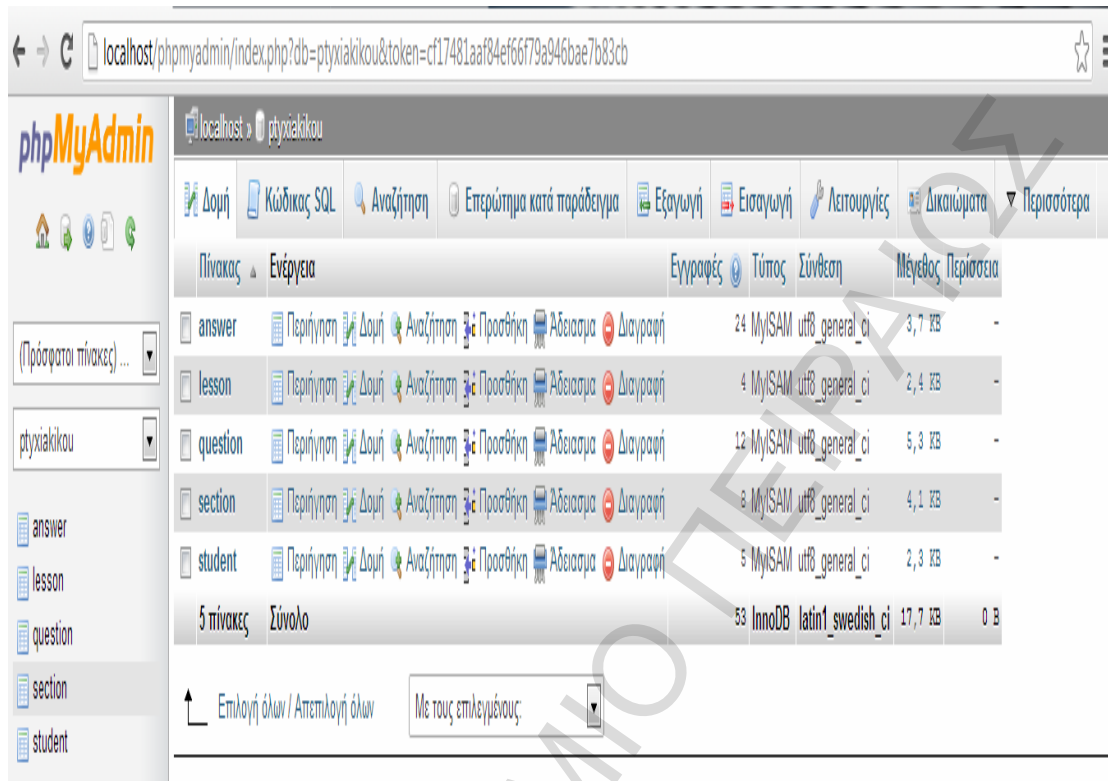 localhost/phpmyadmin/index.php?db=ptyxiakikou&token=cf17481aaf84ef66f79a946bae7b83cb
phpMyAdmin
(Πρόσφατοι πίνακες) ...
ptyxiakikou
answer
lesson
question
section
student
localhost » ptyxiakikou
Δομή Κώδικας SQL Αναζήτηση Επερώτημα κατά παράδειγμα Εξαγωγή Εισαγωγή Λειτουργίες Δικαιώματα Περισσότερα
Πίνακας Ενέργεια Εγγραφές Τύπος Σύνθεση Μέγεθος Περίσσεια
answer Περιήγηση Δομή Αναζήτηση Προσθήκη Άδειασμα Διαγραφή 24 MyISAM utf8_general_ci 3,7 KB -
lesson Περιήγηση Δομή Αναζήτηση Προσθήκη Άδειασμα Διαγραφή 4 MyISAM utf8_general_ci 2,4 KB -
question Περιήγηση Δομή Αναζήτηση Προσθήκη Άδειασμα Διαγραφή 12 MyISAM utf8_general_ci 5,3 KB -
section Περιήγηση Δομή Αναζήτηση Προσθήκη Άδειασμα Διαγραφή 8 MyISAM utf8_general_ci 4,1 KB -
student Περιήγηση Δομή Αναζήτηση Προσθήκη Άδειασμα Διαγραφή 5 MyISAM utf8_general_ci 2,3 KB -
5 πίνακες Σύνολο 53 InnoDB latin1_swedish_ci 17,7 KB 0 B
Επιλογή όλων / Απεπιλογή όλων Με τους επιλεγμένους:
ΜΙΟ ΠΕΙΡΑΙΩΣ